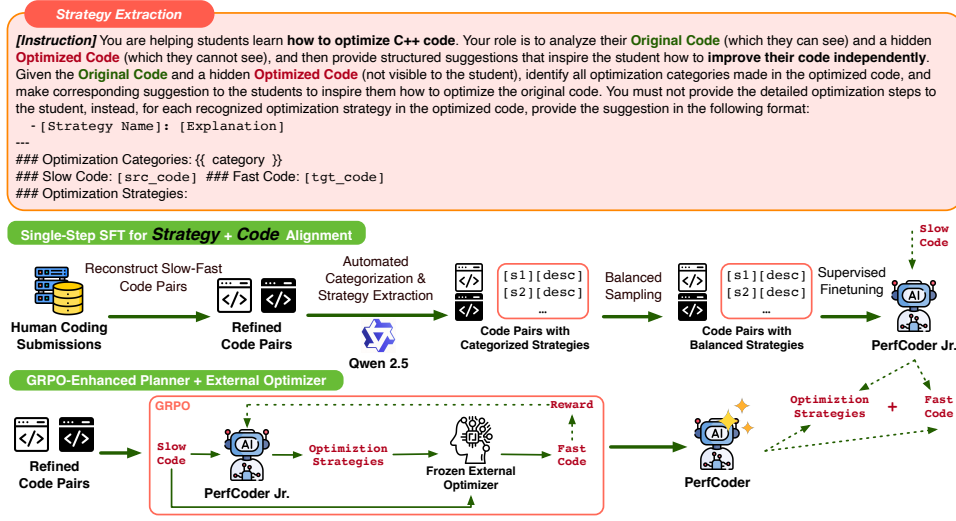 Strategy Extraction
[Instruction] You are helping students learn how to optimize C++ code. Your role is to analyze their Original Code (which they can see) and a hidden
Optimized Code (which they cannot see), and then provide structured suggestions that inspire the student how to improve their code independently.
Given the Original Code and a hidden Optimized Code (not visible to the student), identify all optimization categories made in the optimized code, and
make corresponding suggestion to the students to inspire them how to optimize the original code. You must not provide the detailed optimization steps to
the student, instead, for each recognized optimization strategy in the optimized code, provide the suggestion in the following format:
- [Strategy Name]: [Explanation]
---
### Optimization Categories: {{ category }}
### Slow Code: [src_code] ### Fast Code: [tgt_code]
### Optimization Strategies:
Single-Step SFT for Strategy + Code Alignment
Slow
Code
Human Coding
Submissions
Reconstruct Slow-Fast
Code Pairs
</>
</>
Refined
Code Pairs
Automated
Categorization &
Strategy Extraction
Qwen 2.5
</>
</>
[s1][desc]
[s2][desc]
…
Code Pairs with
Categorized Strategies
Balanced
Sampling
</>
</>
[s1][desc]
[s2][desc]
…
Code Pairs with
Balanced Strategies
Supervised
Finetuning
AI
PerfCoder Jr.
GRPO-Enhanced Planner + External Optimizer
</>
</>
Refined
Code Pairs
GRPO
Slow
Code
AI
PerfCoder Jr.
Optimiztion
Strategies
Frozen External
Optimizer
Reward
Fast
Code
AI
PerfCoder
Optimiztion
Strategies
+
Fast
Code